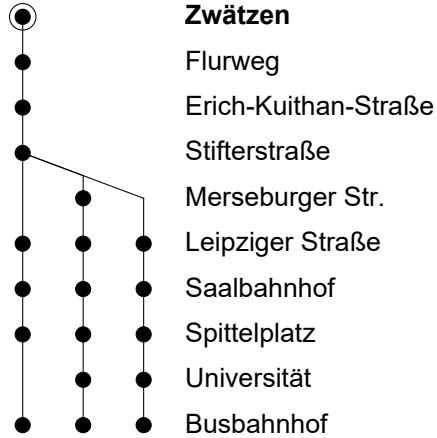 Zwätzen
Flurweg
Erich-Kuithan-Straße
Stifterstraße
Merseburger Str.
Leipziger Straße
Saalbahnhof
Spittelplatz
Universität
Busbahnhof